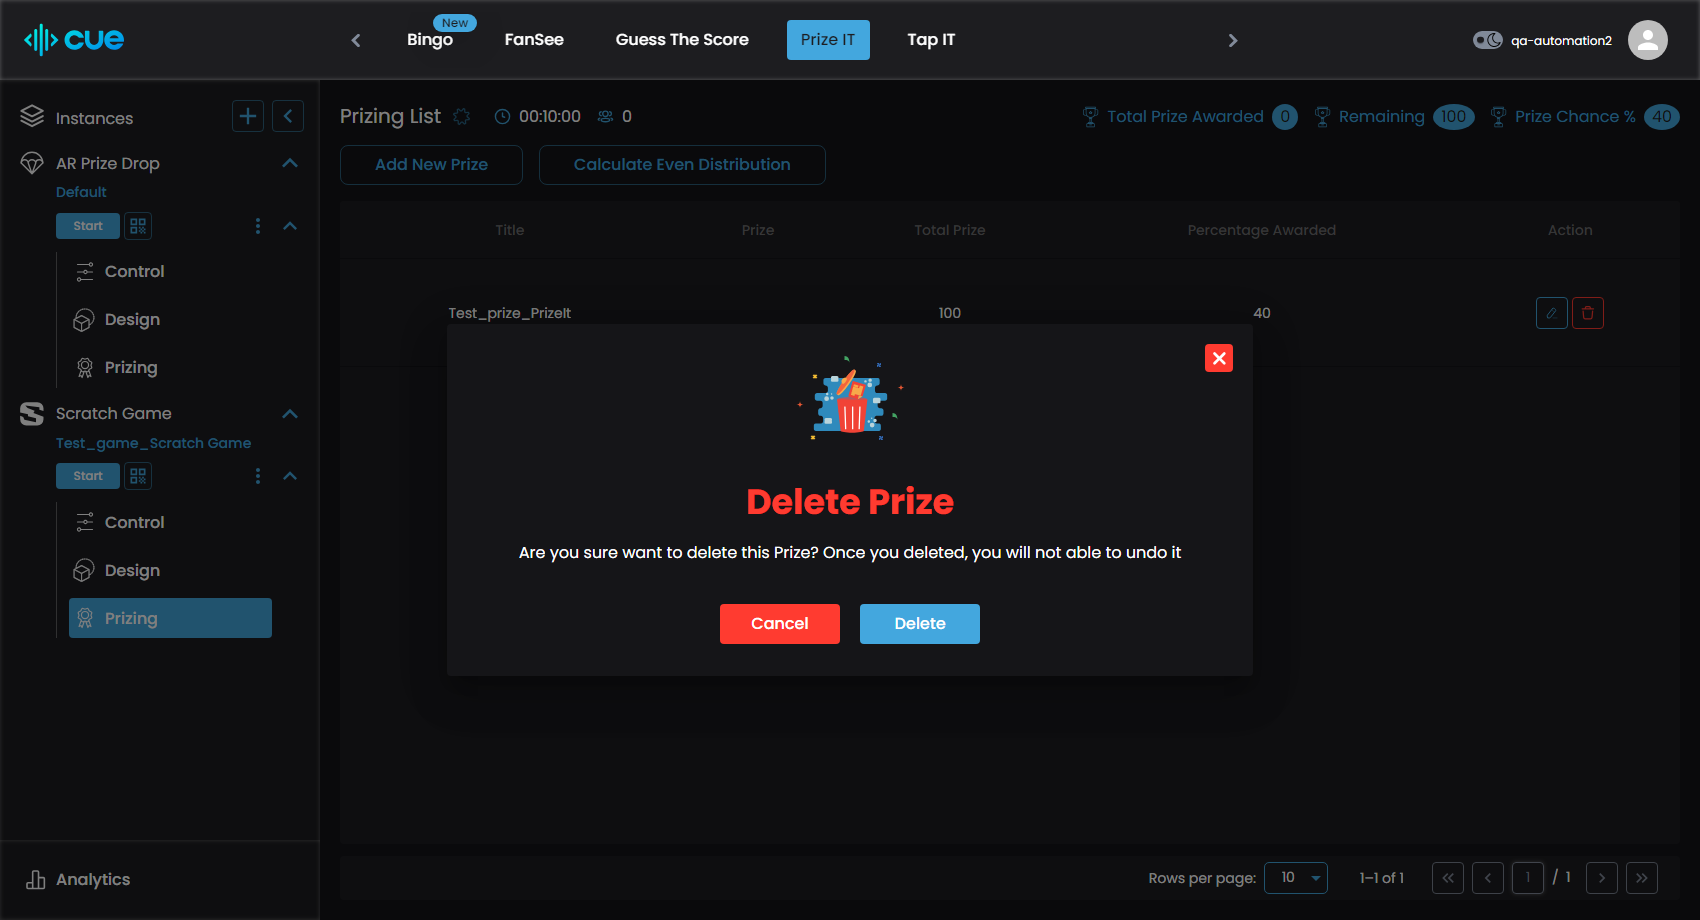 cue
New
Bingo
FanSee
Guess The Score
Prize IT
Tap IT
qa-automation2
Instances
AR Prize Drop
Default
Start
Control
Design
Prizing
Scratch Game
Test_game_Scratch Game
Start
Control
Design
Prizing
Analytics
Prizing List
00:10:00
0
Total Prize Awarded 0
Remaining 100
Prize Chance % 40
Add New Prize
Calculate Even Distribution
Title Prize Total Prize Percentage Awarded Action
Test_prize_PrizeIt 100 40
Delete Prize
Are you sure want to delete this Prize? Once you deleted, you will not able to undo it
Cancel
Delete
Rows per page: 10 1–1 of 1 1 / 1